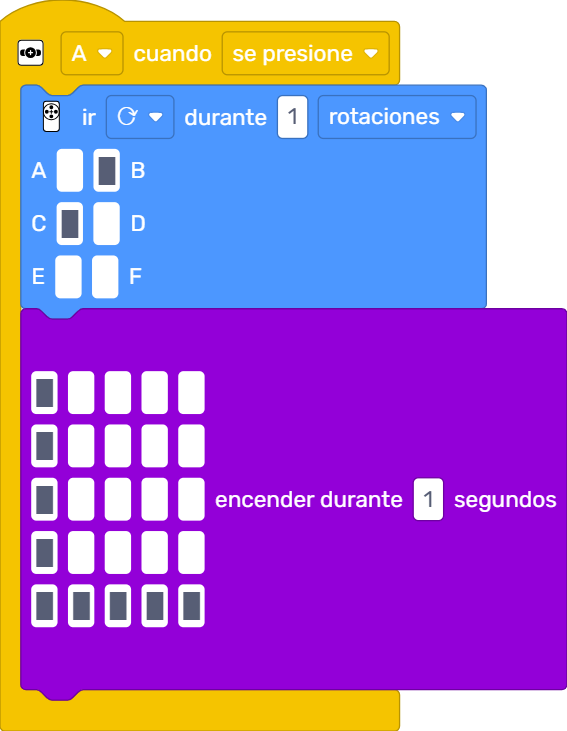 A cuando se presione
ir durante 1 rotaciones
A B
C D
E F
encender durante 1 segundos